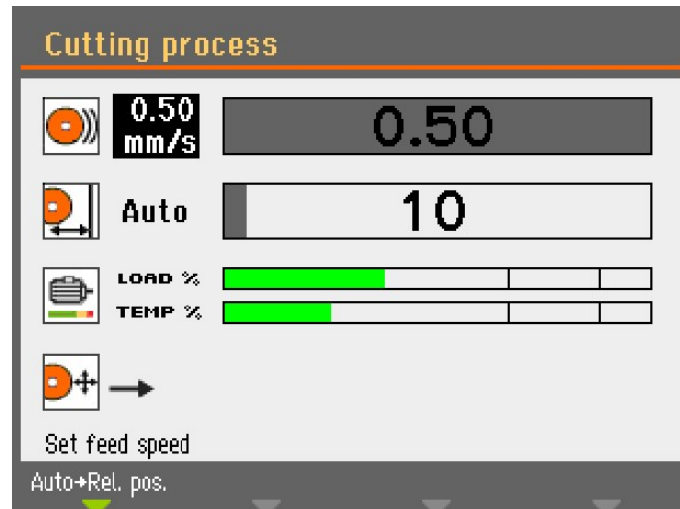 Cutting process
0.50
mm/s
0.50
Auto
10
LOAD %
TEMP %
Set feed speed
Auto→Rel. pos.